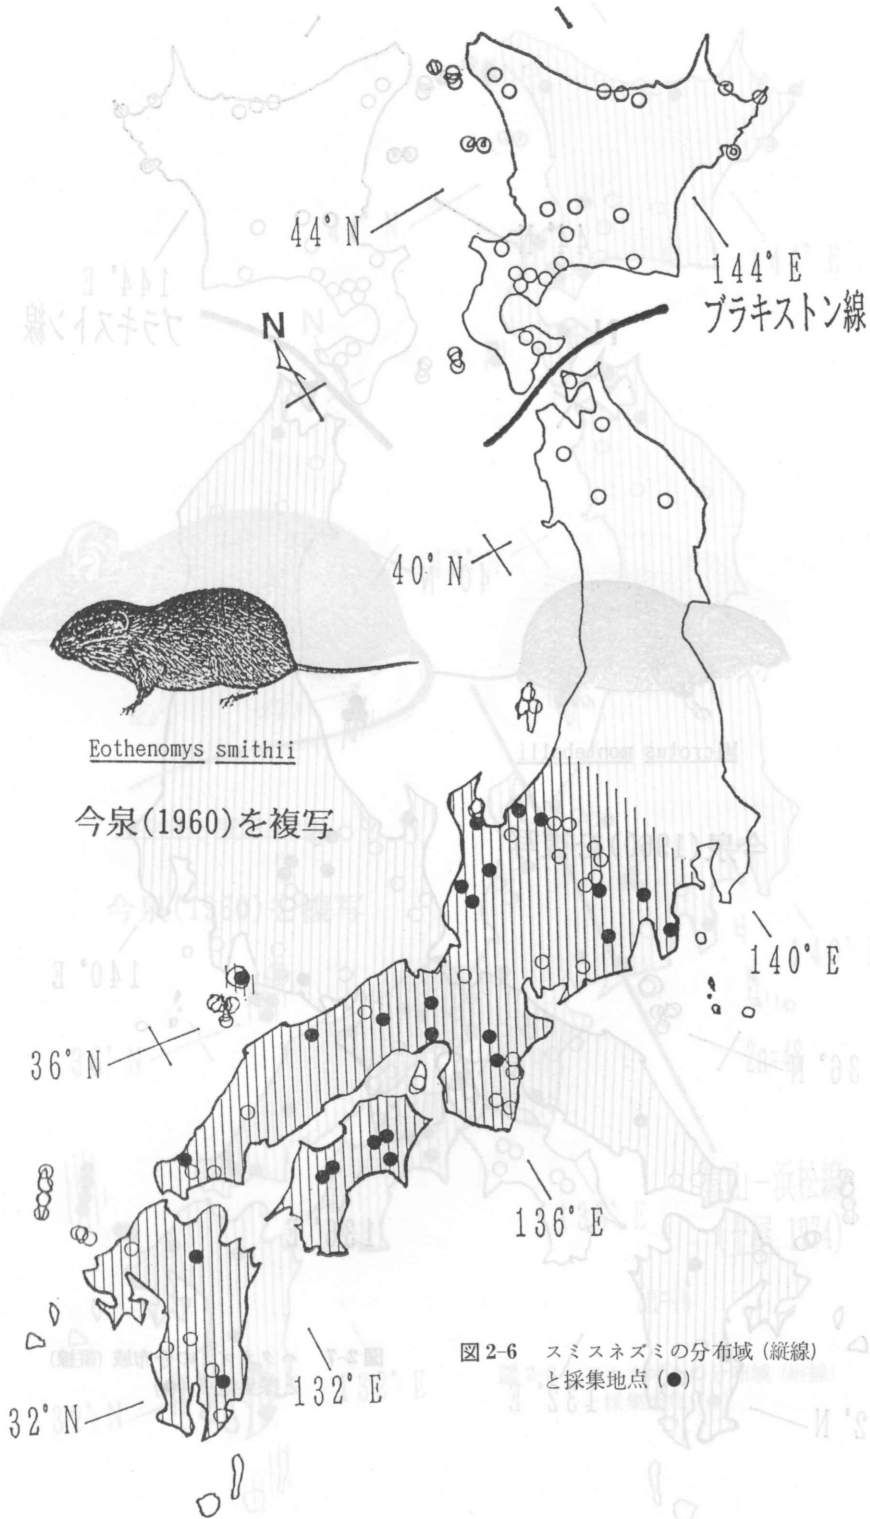 44°N
144°E
ブラキストン線
N
40°N
Eothenomys smithii
今泉(1960)を複写
140°E
36°N
136°E
図2-6 スミスネズミの分布域(縦線)
と採集地点(●)
132°E
32°N